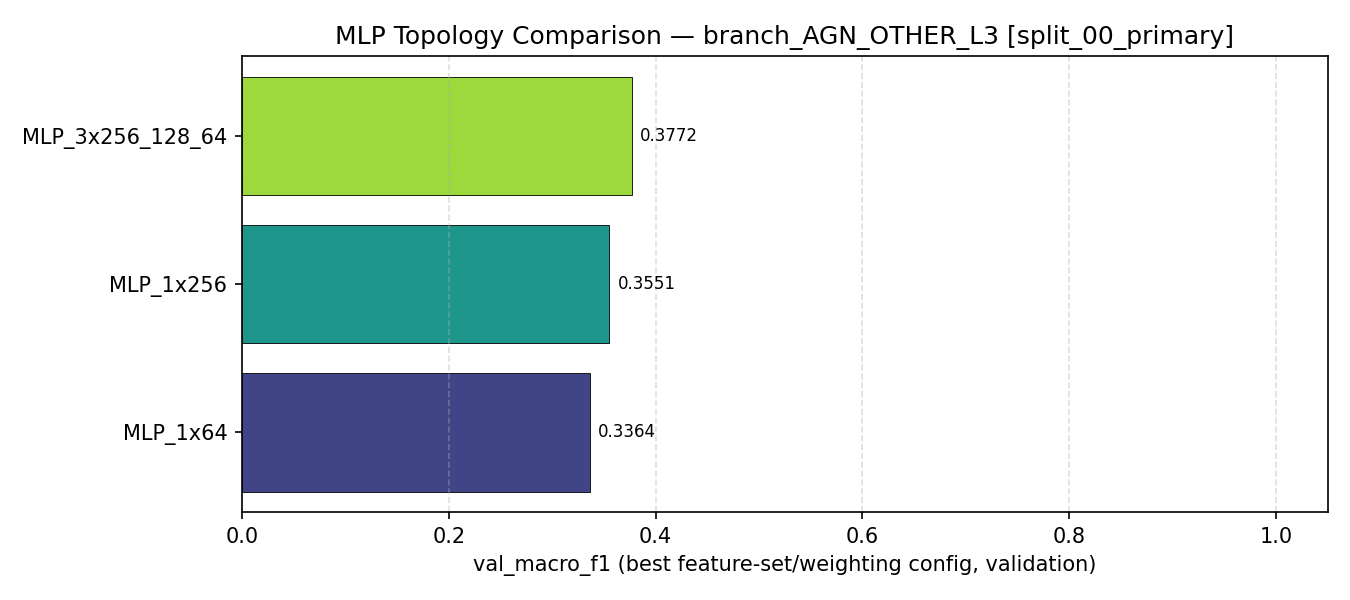 MLP Topology Comparison — branch_AGN_OTHER_L3 [split_00_primary]
MLP_3x256_128_64
0.3772
MLP_1x256
0.3551
MLP_1x64
0.3364
0.0 0.2 0.4 0.6 0.8 1.0
val_macro_f1 (best feature-set/weighting config, validation)